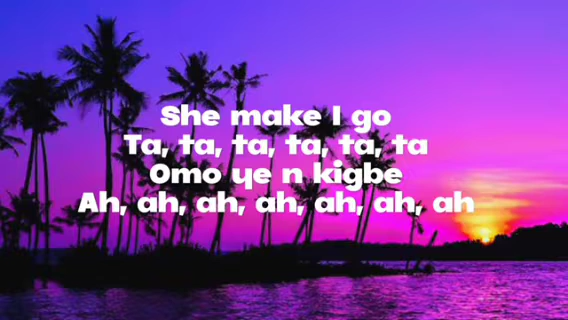 She make I go
Ta, ta, ta, ta, ta, ta
Omo ye n kigbe
Ah, ah, ah, ah, ah, ah, ah